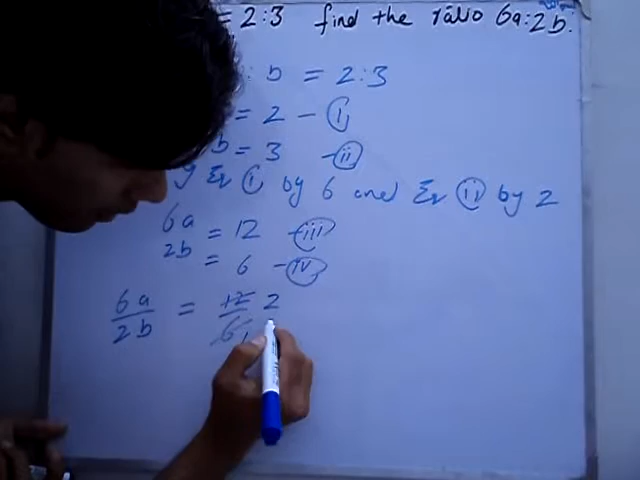 = 2:3 find the ratio 6a:2b.
: b = 2:3
= 2 - (i)
b = 3 - (ii)
y Eq (i) by 6 and Eq (ii) by 2
6a = 12 - (iii)
2b = 6 - (iv)
6a/2b = 12/6 2/1